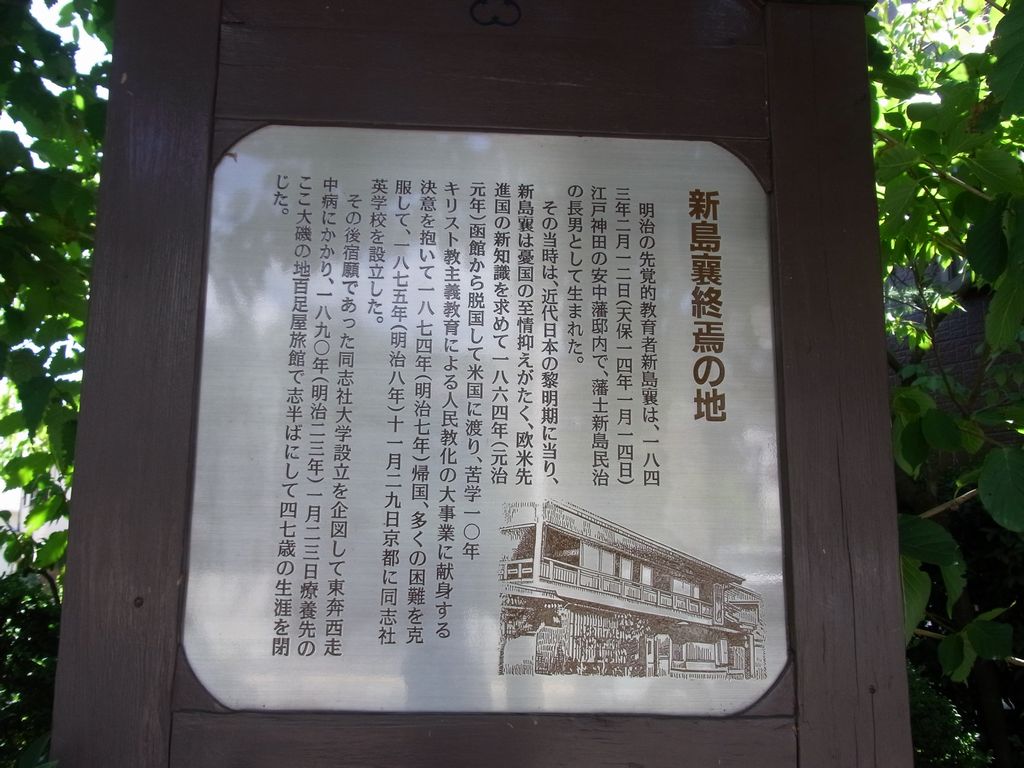 新島襄終焉の地
明治の先覚的教育者新島襄は、一八四
三年二月一二日(天保一四年一月一四日)
江戸神田の安中藩邸内で、藩士新島民治
の長男として生まれた。
その当時は、近代日本の黎明期に当り、
新島襄は憂国の至情抑えがたく、欧米先
進国の新知識を求めて一八六四年(元治
元年)函館から脱国して米国に渡り、苦学一〇年
キリスト教主義教育による人民教化の大事業に献身する
決意を抱いて一八七四年(明治七年)帰国、多くの困難を克
服して、一八七五年(明治八年)十一月二九日京都に同志社
英学校を設立した。
その後宿願であった同志社大学設立を企図して東奔西走
中病にかかり、一八九〇年(明治二三年)一月二三日療養先の
ここ大磯の地百足屋旅館で志半ばにして四七歳の生涯を閉
じた。